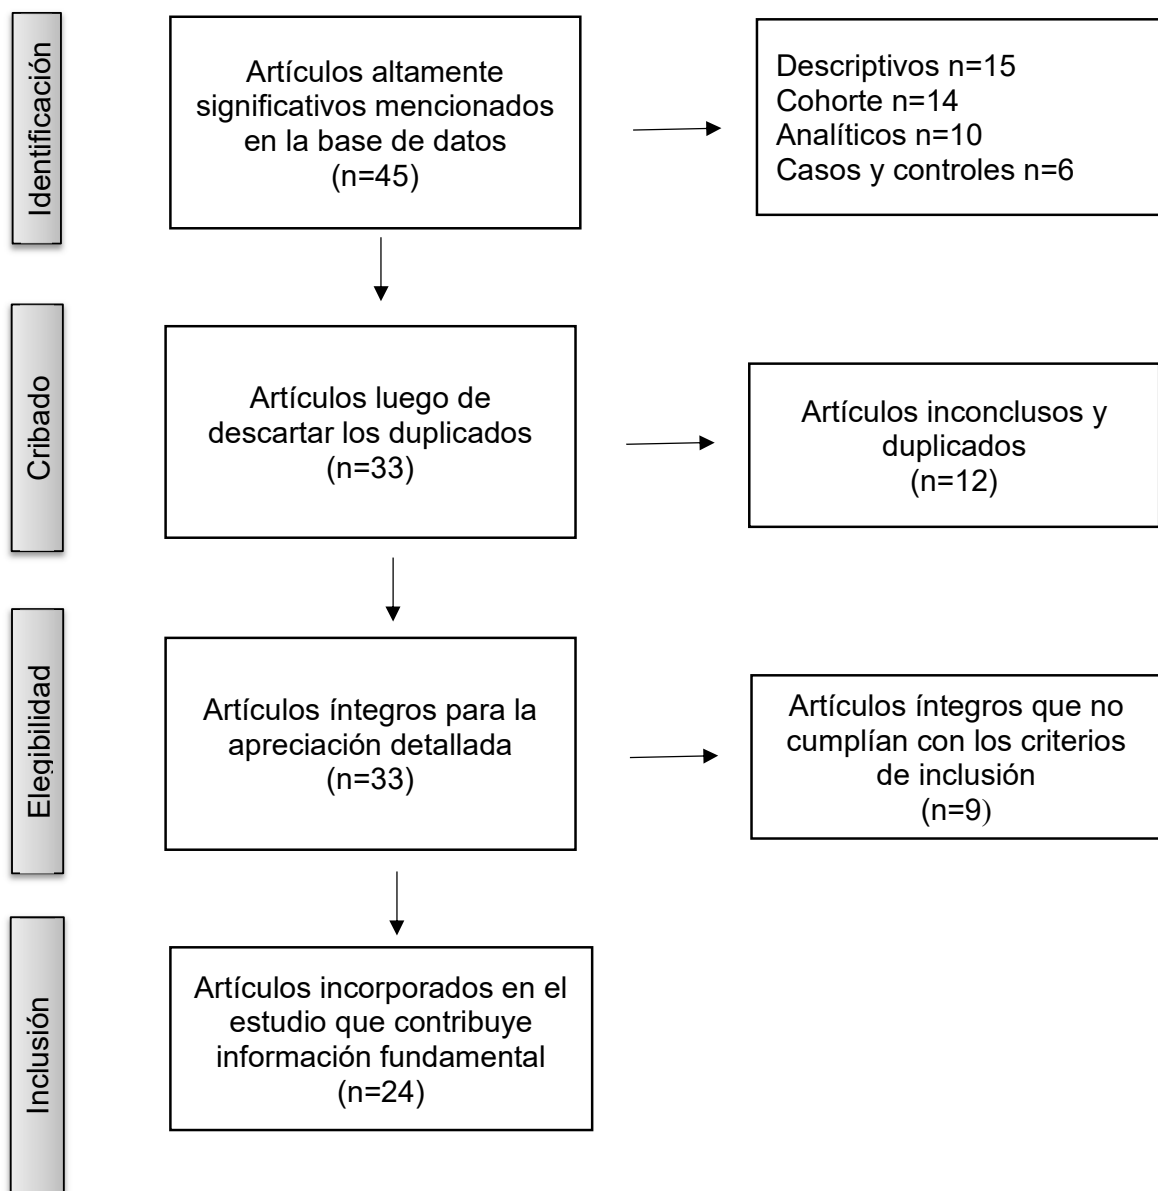 Identificación
Artículos altamente
significativos mencionados
en la base de datos
(n=45)
Descriptivos n=15
Cohorte n=14
Analíticos n=10
Casos y controles n=6
Cribado
Artículos luego de
descartar los duplicados
(n=33)
Artículos inconclusos y
duplicados
(n=12)
Elegibilidad
Artículos íntegros para la
apreciación detallada
(n=33)
Artículos íntegros que no
cumplían con los criterios
de inclusión
(n=9)
Inclusión
Artículos incorporados en el
estudio que contribuye
información fundamental
(n=24)